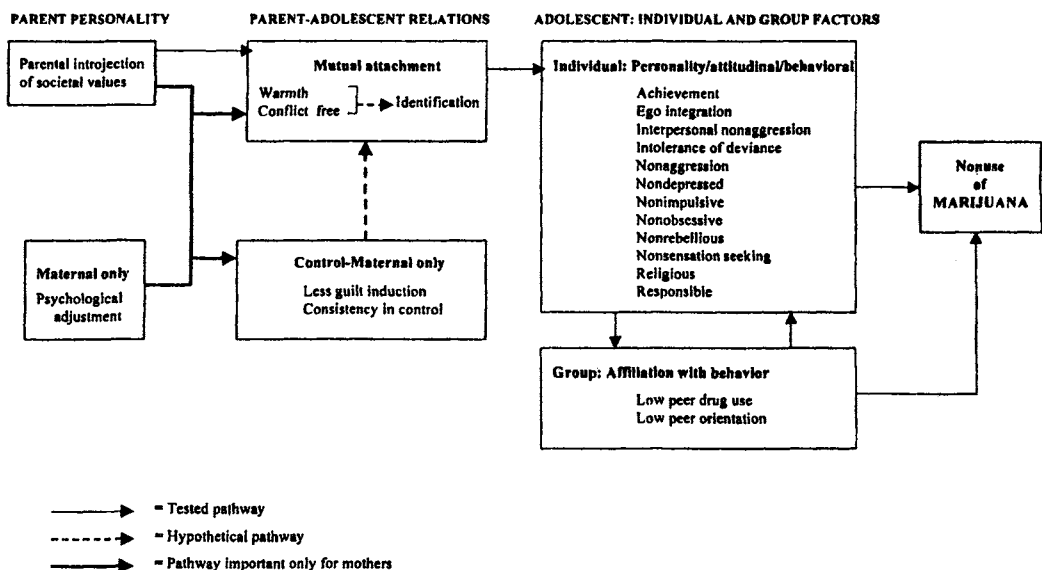 PARENT PERSONALITY
PARENT-ADOLESCENT RELATIONS
ADOLESCENT: INDIVIDUAL AND GROUP FACTORS
Parental introjection
of societal values
Maternal only
Psychological
adjustment
Mutual attachment
Warmth
Conflict free
Identification
Control-Maternal only
Less guilt induction
Consistency in control
Individual: Personality/attitudinal/behavioral
Achievement
Ego integration
Interpersonal nonaggression
Intolerance of deviance
Nonaggression
Nondepressed
Nonimpulsive
Nonobsessive
Nonrebellious
Nonsensation seeking
Religious
Responsible
Group: Affiliation with behavior
Low peer drug use
Low peer orientation
Nonuse
of
MARIJUANA
= Tested pathway
= Hypothetical pathway
= Pathway important only for mothers